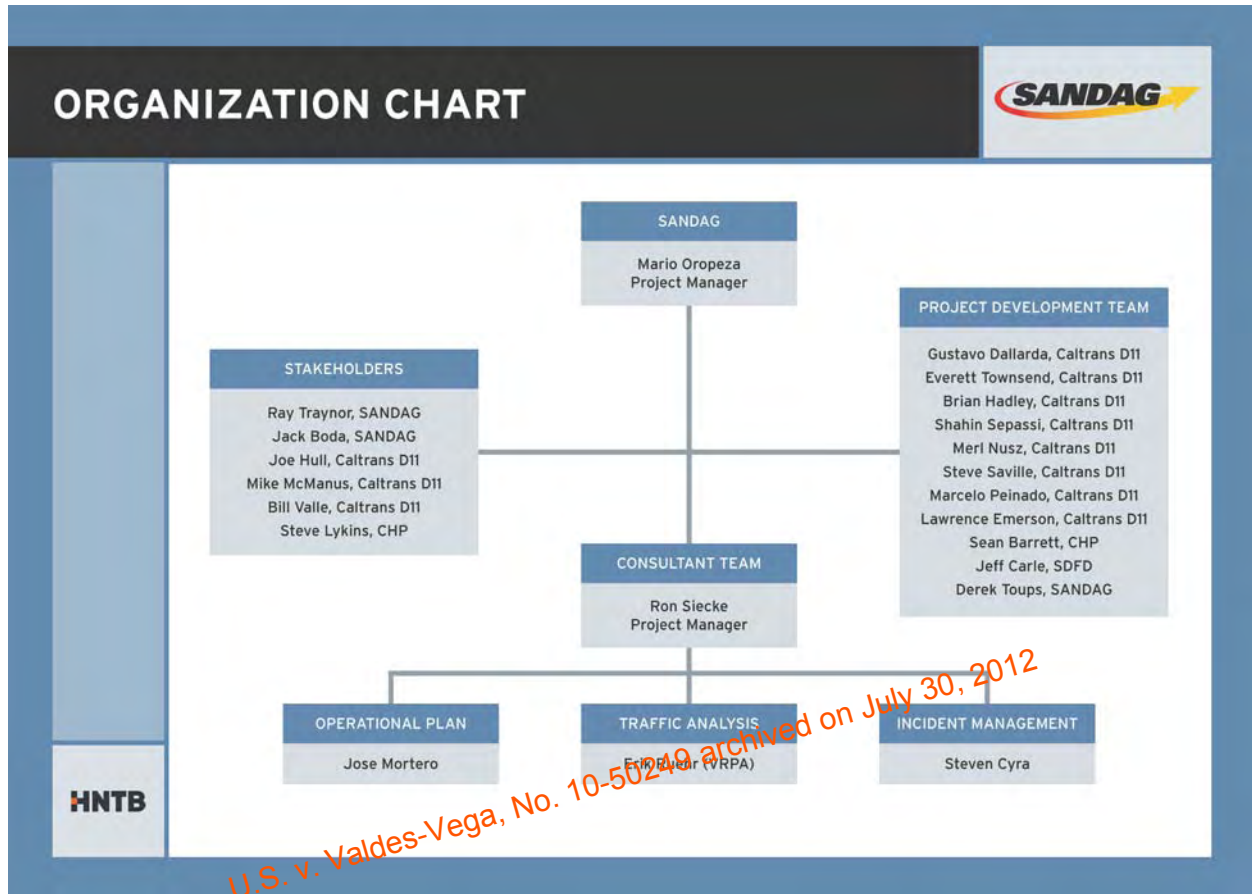 ORGANIZATION CHART
SANDAG
SANDAG
Mario Oropeza
Project Manager
STAKEHOLDERS
Ray Traynor, SANDAG
Jack Boda, SANDAG
Joe Hull, Caltrans D11
Mike McManus, Caltrans D11
Bill Valle, Caltrans D11
Steve Lykins, CHP
PROJECT DEVELOPMENT TEAM
Gustavo Dallarda, Caltrans D11
Everett Townsend, Caltrans D11
Brian Hadley, Caltrans D11
Shahin Sepassi, Caltrans D11
Merl Nusz, Caltrans D11
Steve Saville, Caltrans D11
Marcelo Peinado, Caltrans D11
Lawrence Emerson, Caltrans D11
Sean Barrett, CHP
Jeff Carle, SDFD
Derek Toups, SANDAG
CONSULTANT TEAM
Ron Siecke
Project Manager
OPERATIONAL PLAN
Jose Mortero
TRAFFIC ANALYSIS
Erik Ruehr (VRPA)
INCIDENT MANAGEMENT
Steven Cyra
HNTB
U.S. v. Valdes-Vega, No. 10-50249 archived on July 30, 2012